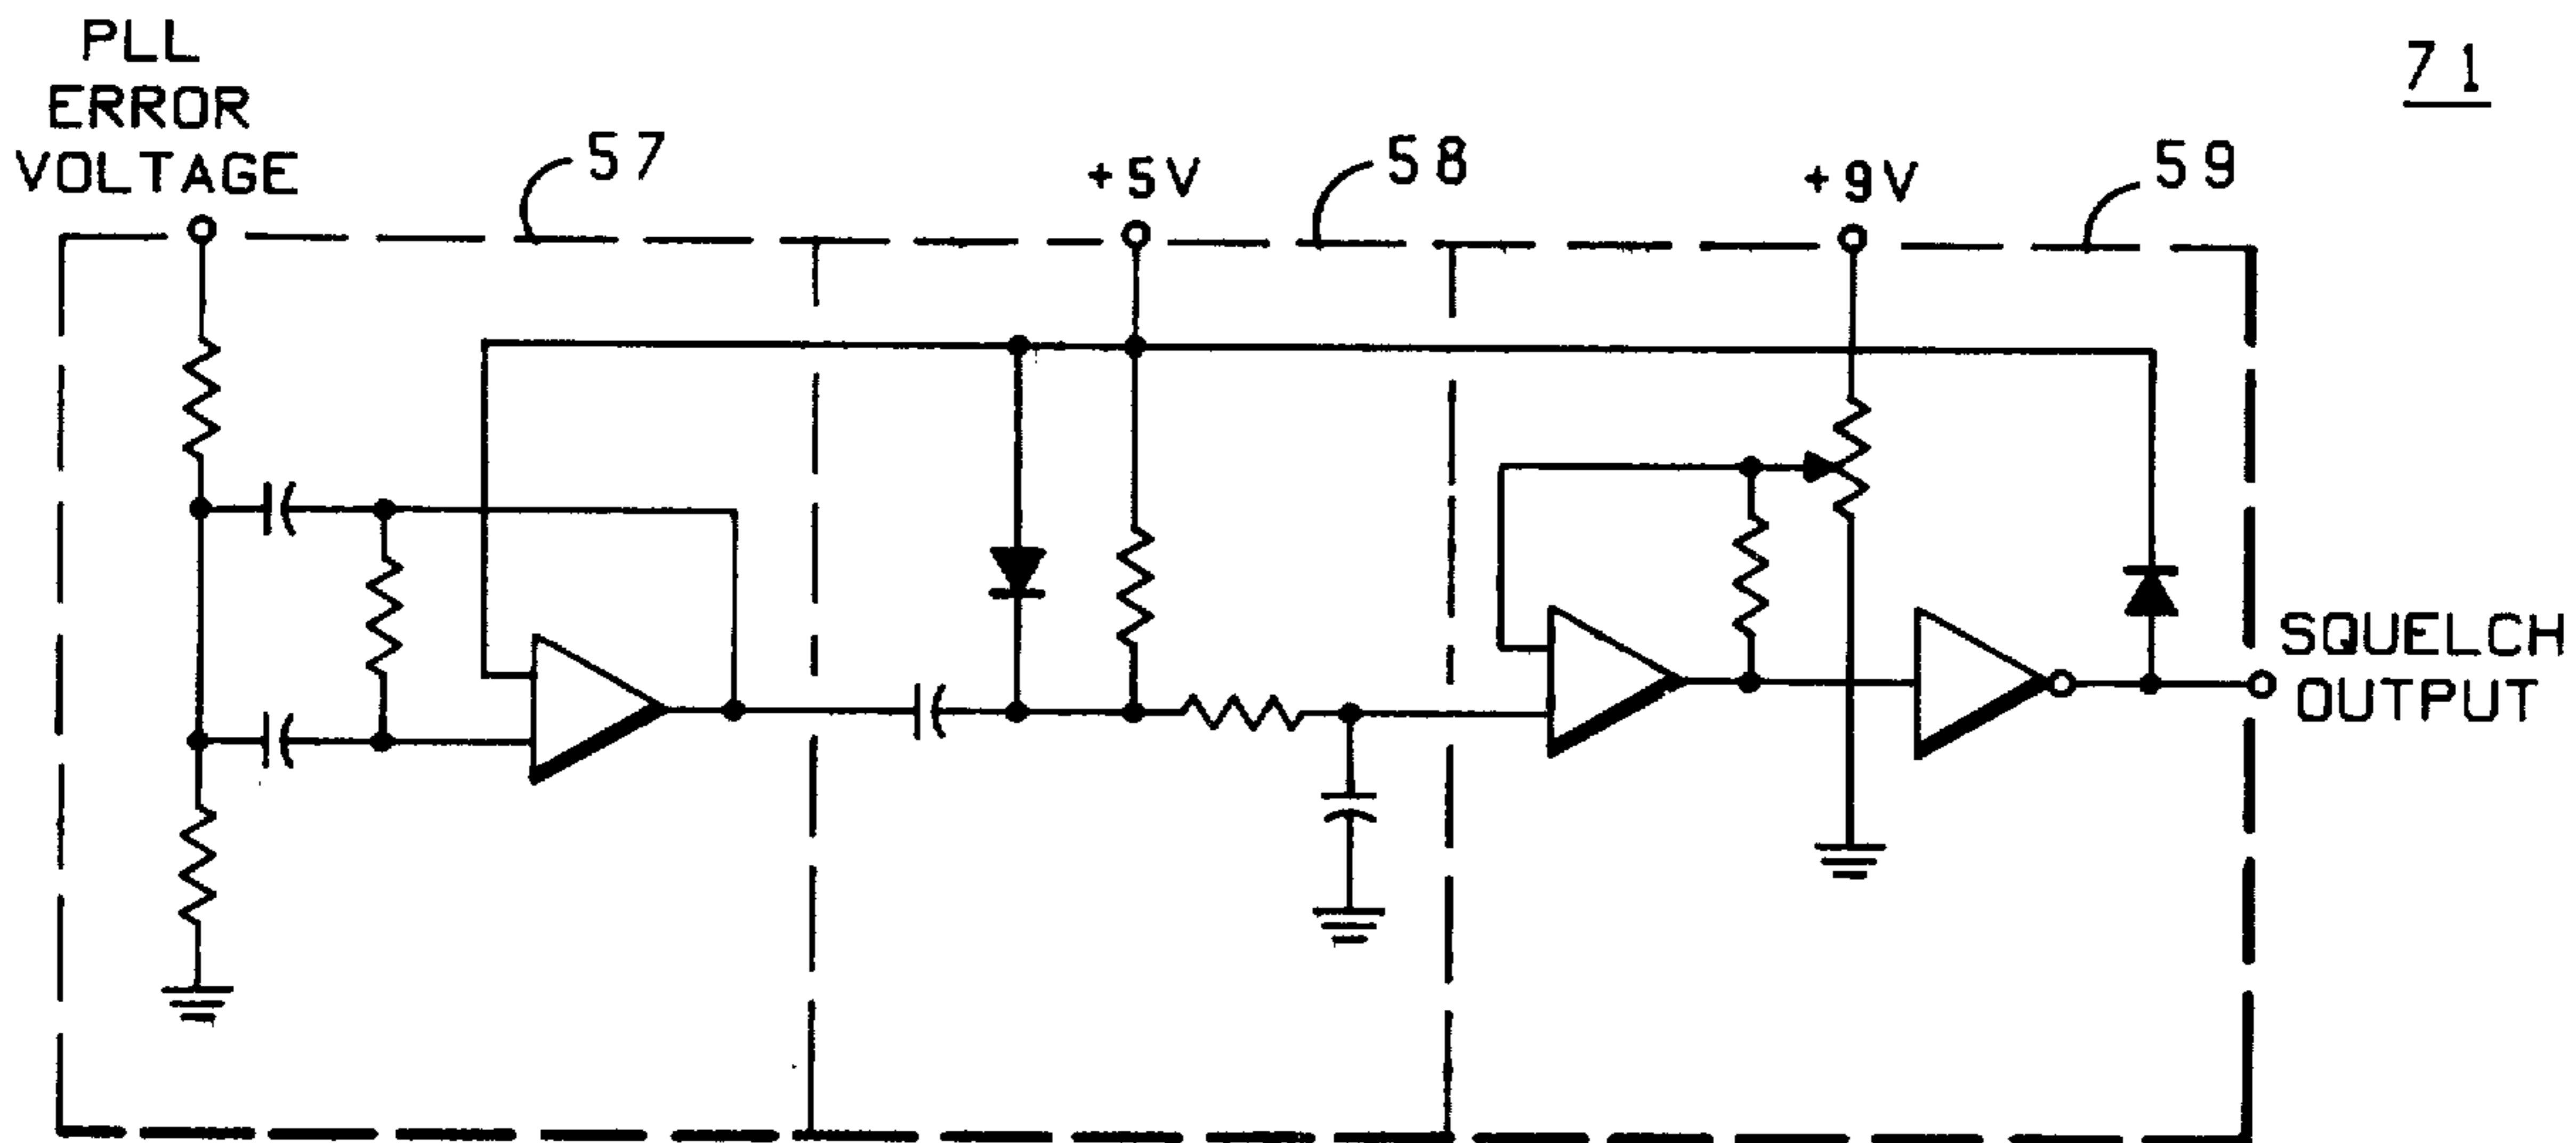 PLL
ERROR
VOLTAGE
57
+5V
58
+9V
59
71
SQUELCH
OUTPUT